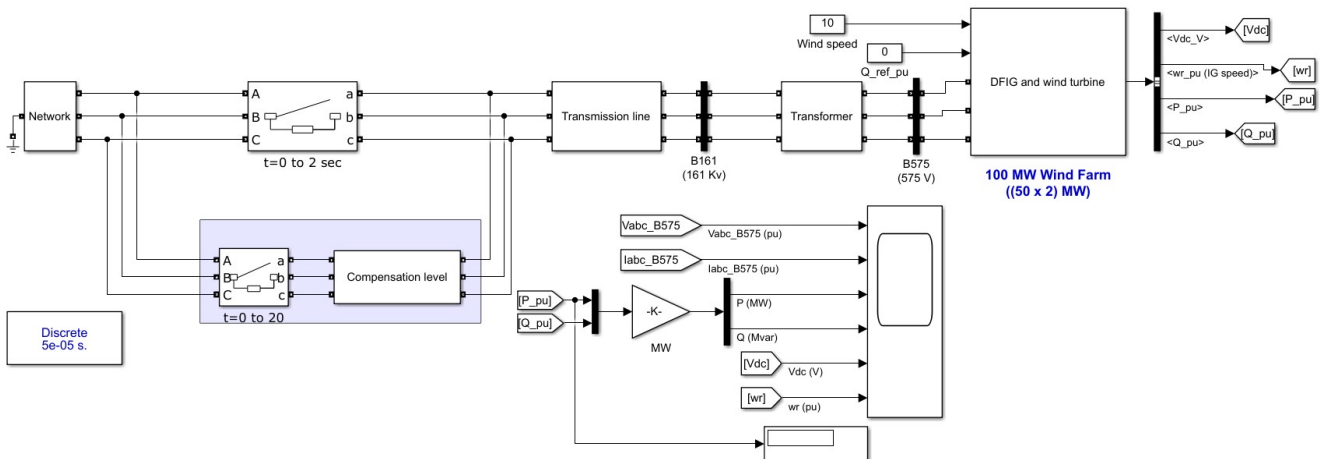 10
Wind speed
0
Q_ref_pu
DFIG and wind turbine
<Vdc_V>
[Vdc]
<wr_pu (IG speed)>
[wr]
<P_pu>
[P_pu]
<Q_pu>
[Q_pu]
100 MW Wind Farm
((50 x 2) MW)
Network
A
B
C
a
b
c
t=0 to 2 sec
Transmission line
B161
(161 Kv)
Transformer
B575
(575 V)
A
B
C
a
b
c
t=0 to 20
Compensation level
Discrete
5e-05 s.
Vabc_B575
Vabc_B575 (pu)
Iabc_B575
Iabc_B575 (pu)
[P_pu]
[Q_pu]
-K-
MW
P (MW)
Q (Mvar)
[Vdc]
Vdc (V)
[wr]
wr (pu)